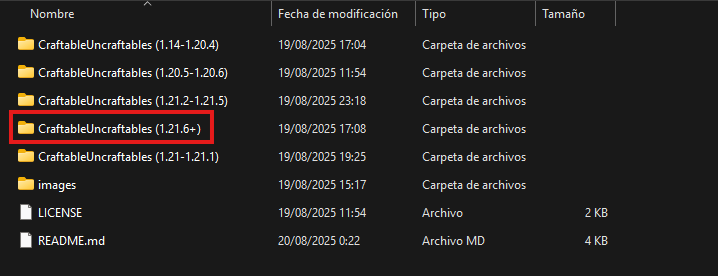 Nombre Fecha de modificación Tipo Tamaño
CraftableUncraftables (1.14-1.20.4) 19/08/2025 17:04 Carpeta de archivos
CraftableUncraftables (1.20.5-1.20.6) 19/08/2025 11:54 Carpeta de archivos
CraftableUncraftables (1.21.2-1.21.5) 19/08/2025 23:18 Carpeta de archivos
CraftableUncraftables (1.21.6+) 19/08/2025 17:08 Carpeta de archivos
CraftableUncraftables (1.21-1.21.1) 19/08/2025 19:25 Carpeta de archivos
images 19/08/2025 15:17 Carpeta de archivos
LICENSE 19/08/2025 11:54 Archivo 2 KB
README.md 20/08/2025 0:22 Archivo MD 4 KB